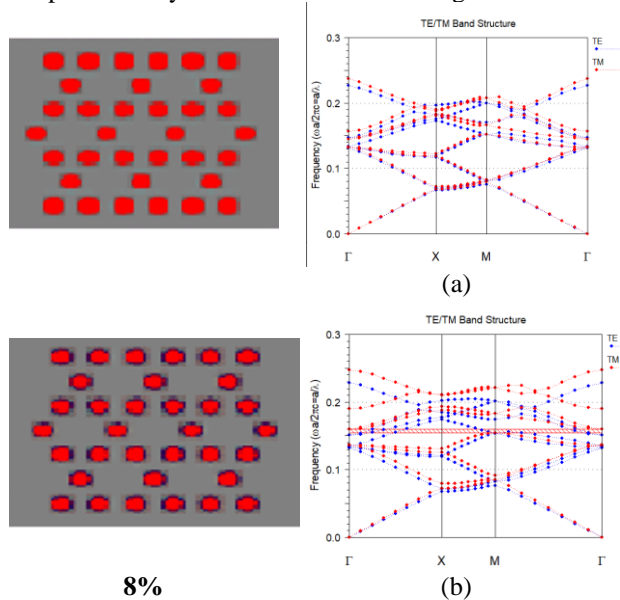 TE/TM Band Structure
TE
TM
0.3
0.2
0.1
0.0
Frequency (ωa/2πc=a/λ)
Γ X M Γ
(a)
TE/TM Band Structure
TE
TM
0.3
0.2
0.1
0.0
Frequency (ωa/2πc=a/λ)
Γ X M Γ
8% (b)